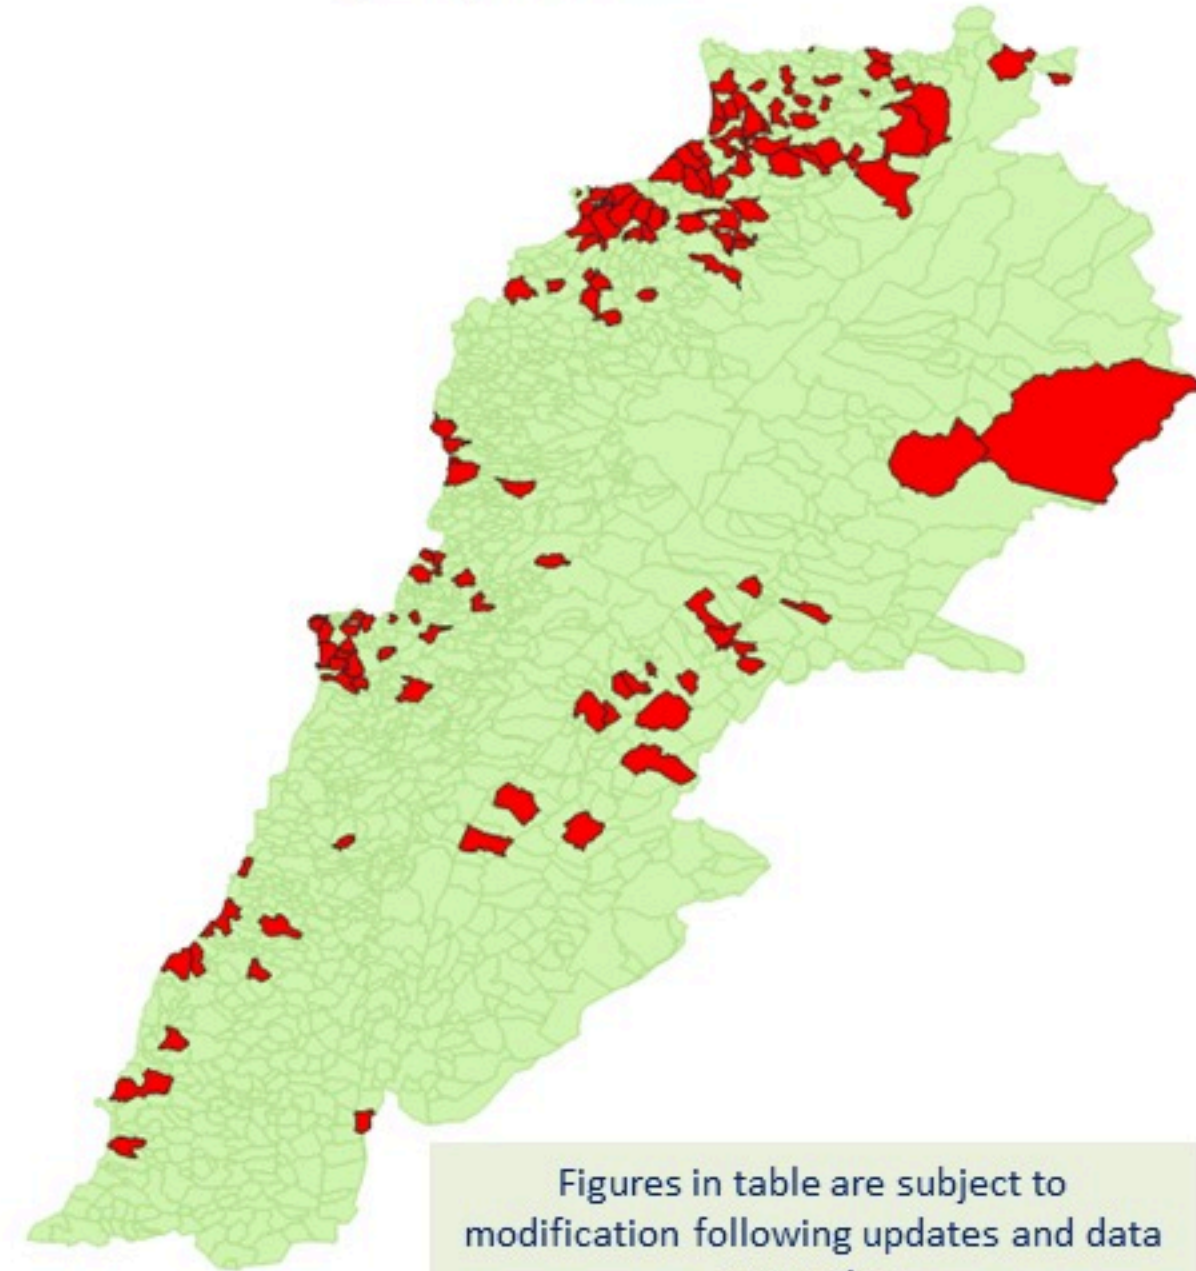 Figures in table are subject to
modification following updates and data